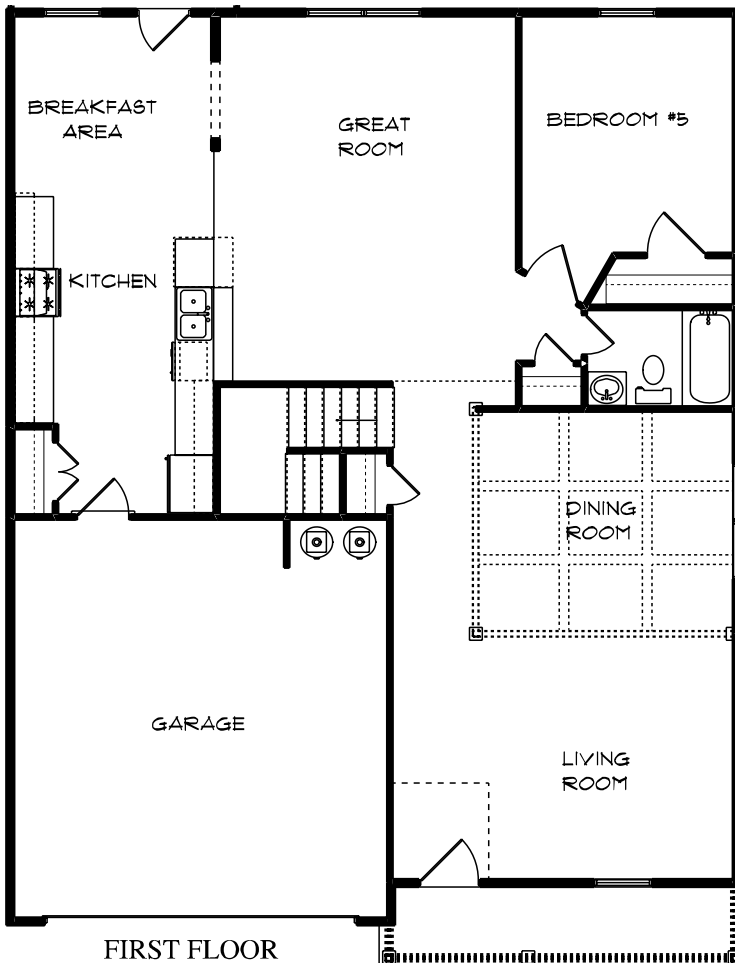 BREAKFAST
AREA
GREAT
ROOM
BEDROOM #5
KITCHEN
DINING
ROOM
GARAGE
LIVING
ROOM
FIRST FLOOR